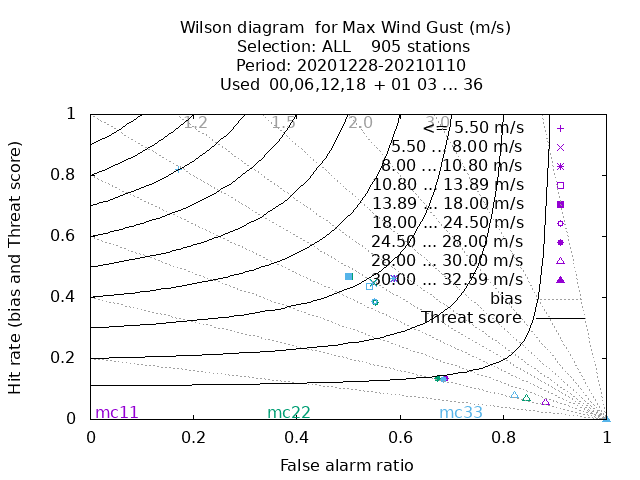 Wilson diagram  for Max Wind Gust (m/s)
Selection: ALL    905 stations
Period: 20201228-20210110
Used  00,06,12,18  + 01 03 ... 36
Hit rate (bias and Threat score)
1
0.8
0.6
0.4
0.2
0
1.2
1.5
2.0
3.0
<= 5.50 m/s
5.50 ... 8.00 m/s
8.00 ... 10.80 m/s
10.80 ... 13.89 m/s
13.89 ... 18.00 m/s
18.00 ... 24.50 m/s
24.50 ... 28.00 m/s
28.00 ... 30.00 m/s
30.00 ... 32.59 m/s
bias
Threat score
mc11 mc22 mc33
0 0.2 0.4 0.6 0.8 1
False alarm ratio